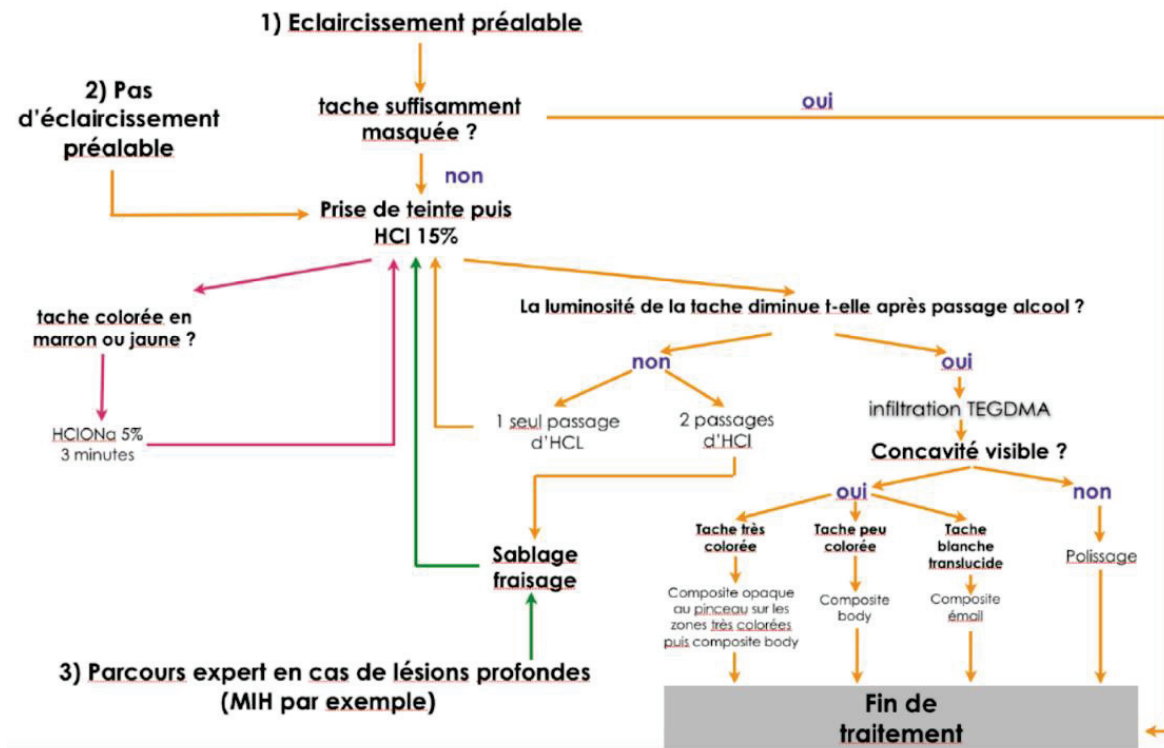 1) Eclaircissement préalable
2) Pas
d'éclaircissement
préalable
tache suffisamment
masquée ?
oui
non
Prise de teinte puis
HCl 15%
tache colorée en
marron ou jaune ?
La luminosité de la tache diminue t-elle après passage alcool ?
non
oui
HClONa 5%
3 minutes
1 seul passage
d'HCL
2 passages
d'HCl
infiltration TEGDMA
Concavité visible ?
oui
non
Sablage
fraisage
Tache très
colorée
Tache peu
colorée
Tache
blanche
translucide
Polissage
Composite opaque
au pinceau sur les
zones très colorées
puis composite body
Composite
body
Composite
émail
3) Parcours expert en cas de lésions profondes
(MIH par exemple)
Fin de
traitement